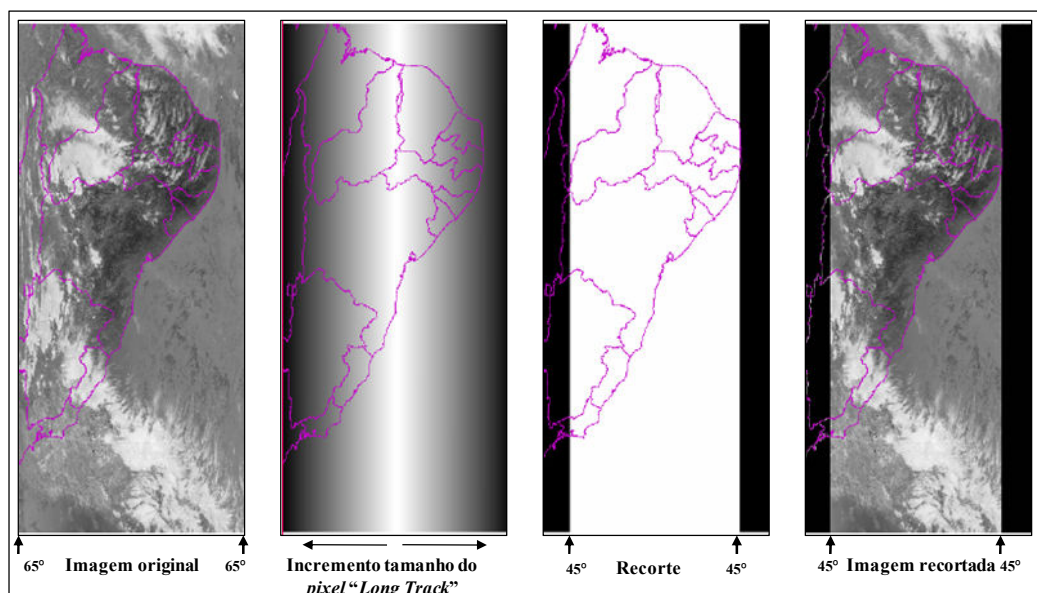 65° Imagem original 65°
Incremento tamanho do
pixel “Long Track”
45° Recorte 45°
45° Imagem recortada 45°